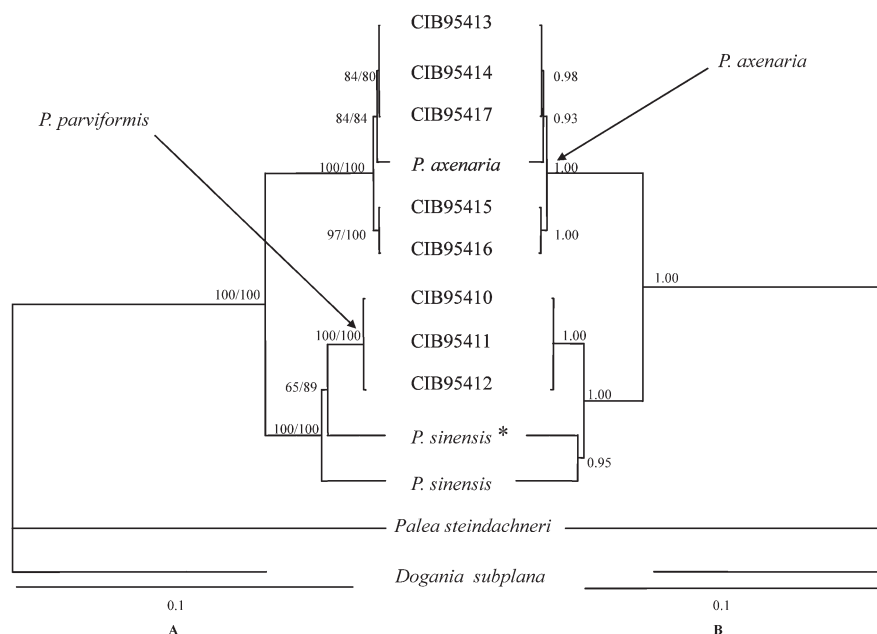 CIB95413
P. axenaria
84/80
CIB95414
0.98
P. parviformis
84/84
CIB95417
0.93
100/100
P. axenaria
1.00
CIB95415
97/100
1.00
CIB95416
1.00
100/100
CIB95410
100/100
CIB95411
1.00
65/89
CIB95412
1.00
100/100
P. sinensis *
0.95
P. sinensis
Palea steindachneri
Dogania subplana
0.1
0.1
A
B